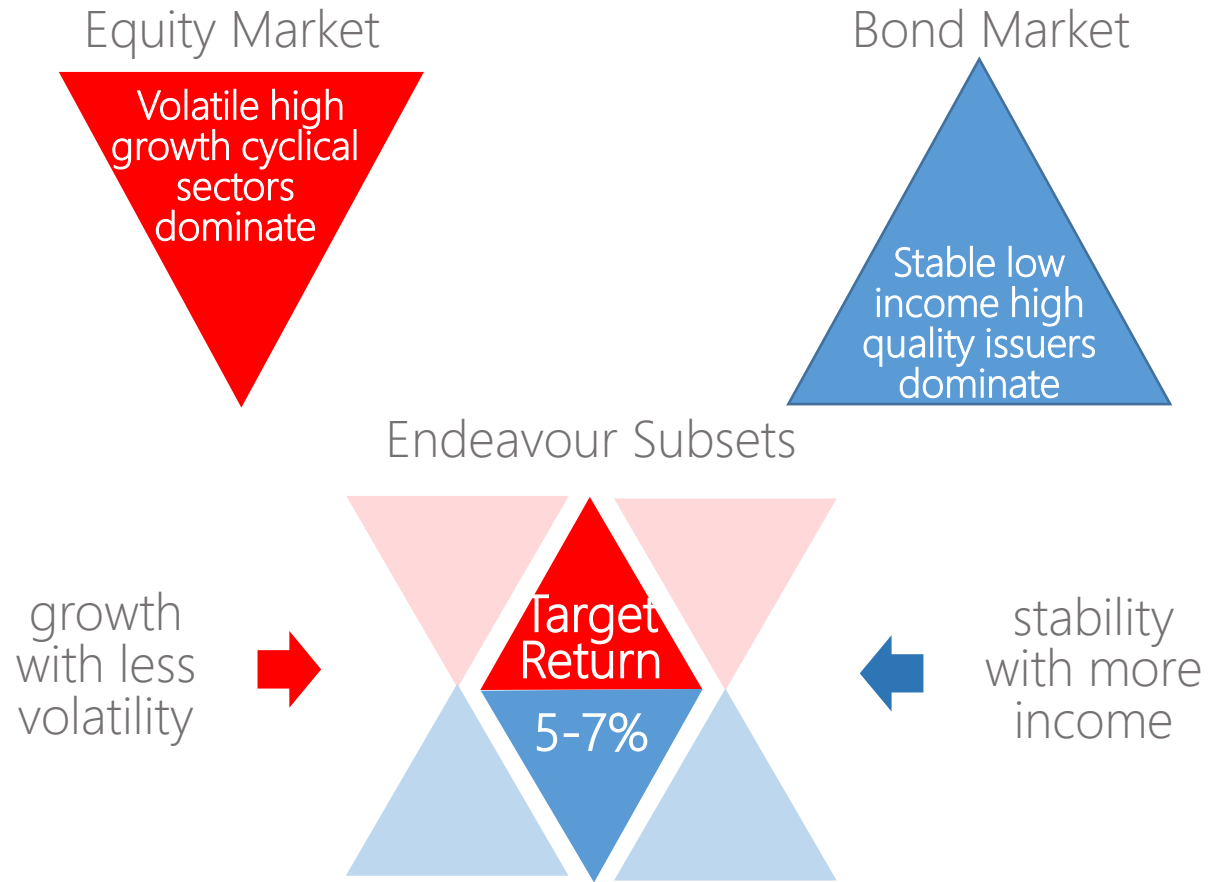 Equity Market
Bond Market
Volatile high
growth cyclical
sectors
dominate
Stable low
income high
quality issuers
dominate
Endeavour Subsets
growth
with less
volatility
Target
Return
5-7%
stability
with more
income